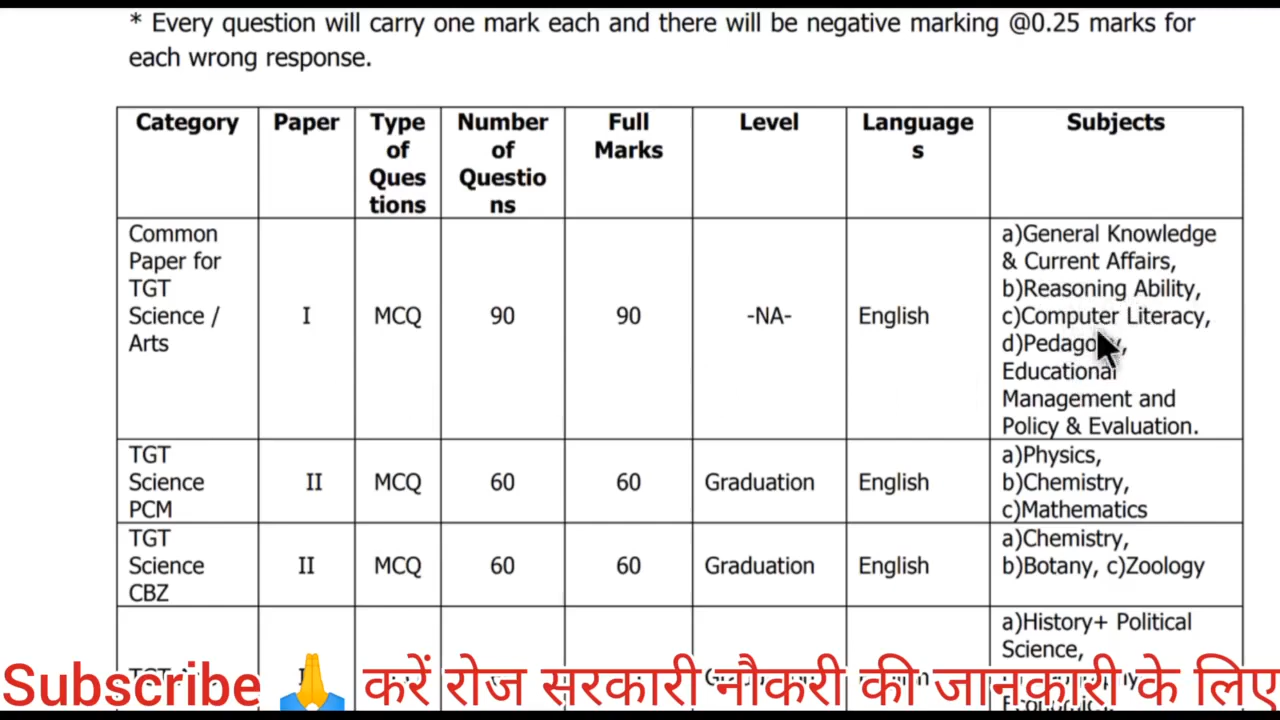 * Every question will carry one mark each and there will be negative marking @0.25 marks for
each wrong response.
Category
Paper
Type
of
Ques
tions
Number
of
Questio
ns
Full
Marks
Level
Language
s
Subjects
Common
Paper for
TGT
Science /
Arts
I
MCQ
90
90
-NA-
English
a)General Knowledge
& Current Affairs,
b)Reasoning Ability,
c)Computer Literacy,
d)Pedagogy,
Educational
Management and
Policy & Evaluation.
TGT
Science
PCM
II
MCQ
60
60
Graduation
English
a)Physics,
b)Chemistry,
c)Mathematics
TGT
Science
CBZ
II
MCQ
60
60
Graduation
English
a)Chemistry,
b)Botany, c)Zoology
a)History+ Political
Science,
Subscribe 🙏 करें रोज सरकारी नौकरी की जानकारी के लिए